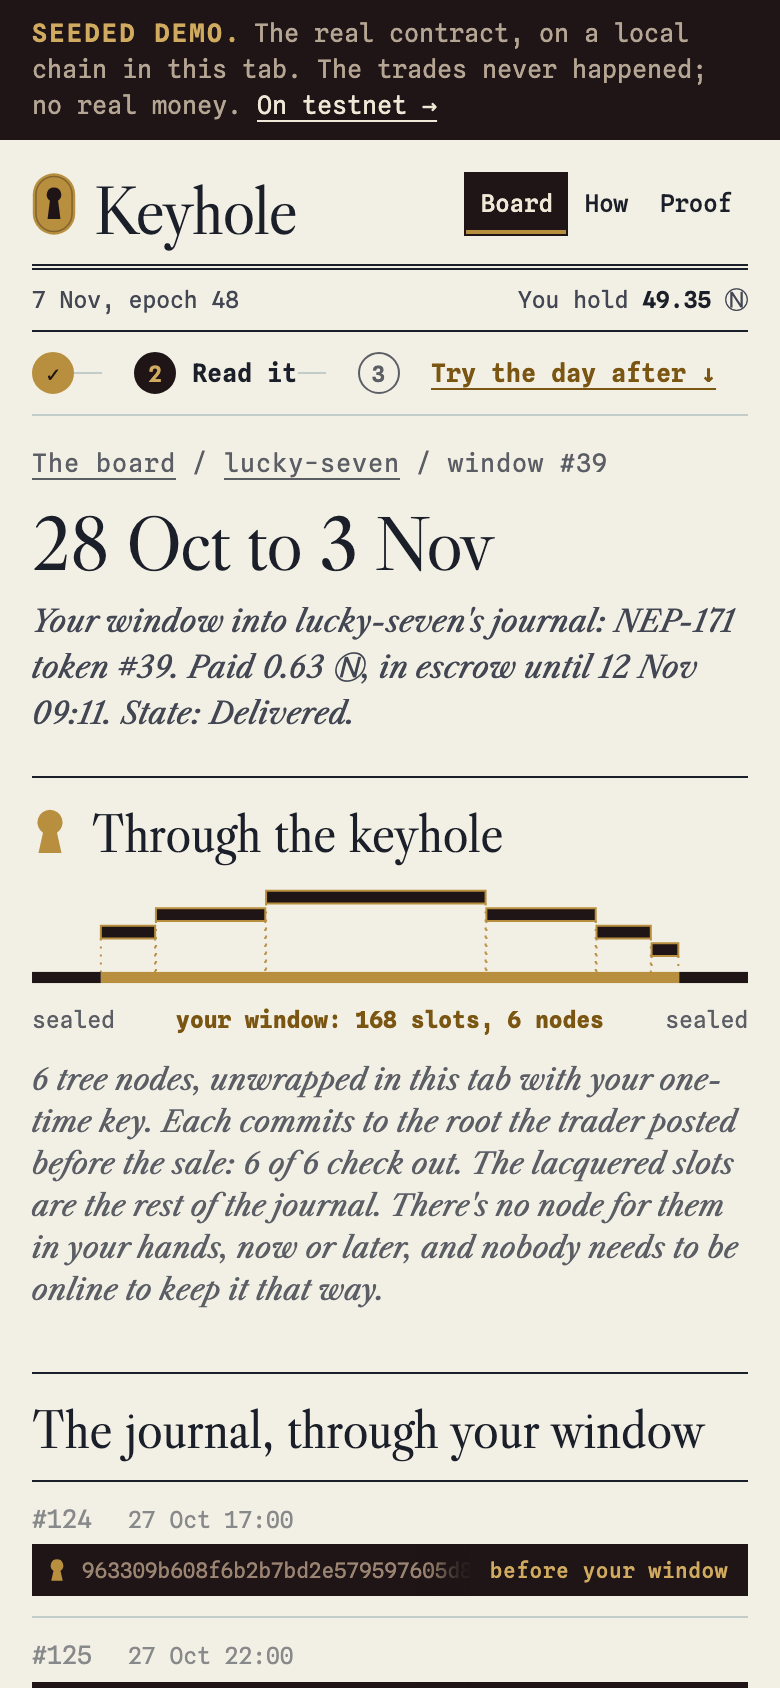 SEEDED DEMO. The real contract, on a local
chain in this tab. The trades never happened;
no real money. On testnet →
Keyhole
Board How Proof
7 Nov, epoch 48 You hold 49.35 Ⓝ
✓ 2 Read it 3 Try the day after ↓
The board / lucky-seven / window #39
28 Oct to 3 Nov
Your window into lucky-seven's journal: NEP-171
token #39. Paid 0.63 Ⓝ, in escrow until 12 Nov
09:11. State: Delivered.
Through the keyhole
sealed your window: 168 slots, 6 nodes sealed
6 tree nodes, unwrapped in this tab with your one-
time key. Each commits to the root the trader posted
before the sale: 6 of 6 check out. The lacquered slots
are the rest of the journal. There's no node for them
in your hands, now or later, and nobody needs to be
online to keep it that way.
The journal, through your window
#124 27 Oct 17:00
963309b608f6b2b7bd2e579597605d8 before your window
#125 27 Oct 22:00